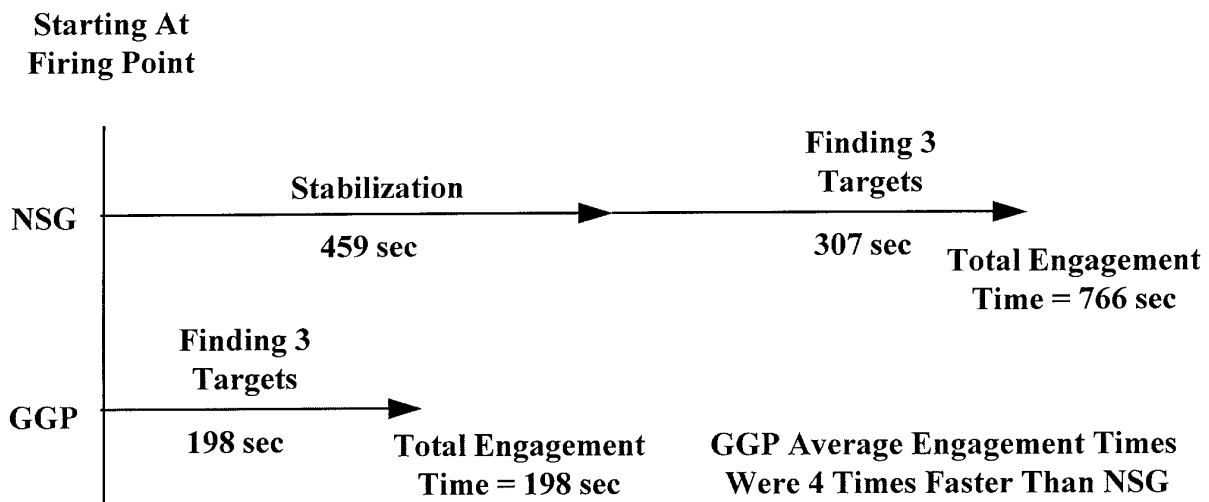 Starting At
Firing Point
NSG
Stabilization
459 sec
Finding 3
Targets
307 sec
Total Engagement
Time = 766 sec
GGP
Finding 3
Targets
198 sec
Total Engagement
Time = 198 sec
GGP Average Engagement Times
Were 4 Times Faster Than NSG